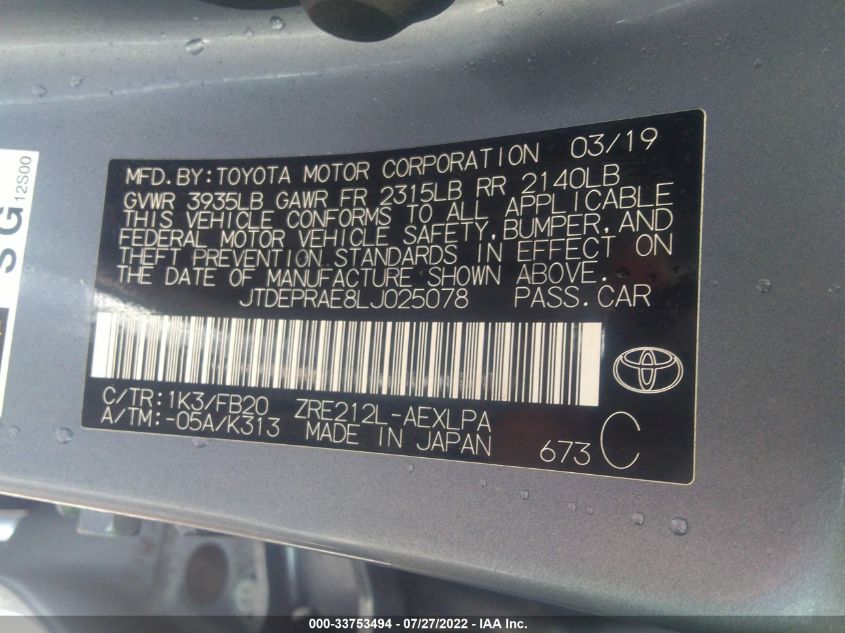 SG
12S00
MFD.BY:TOYOTA MOTOR CORPORATION 03/19
GVWR 3935LB GAWR FR 2315LB RR 2140LB
THIS VEHICLE CONFORMS TO ALL APPLICABLE
FEDERAL MOTOR VEHICLE SAFETY,BUMPER,AND
THEFT PREVENTION STANDARDS IN EFFECT ON
THE DATE OF MANUFACTURE SHOWN ABOVE.
JTDEPRAE8LJ025078 PASS.CAR
C/TR:1K3/FB20 ZRE212L-AEXLPA
A/TM:-05A/K313 MADE IN JAPAN
673 C
000-33753494 - 07/27/2022 - IAA Inc.